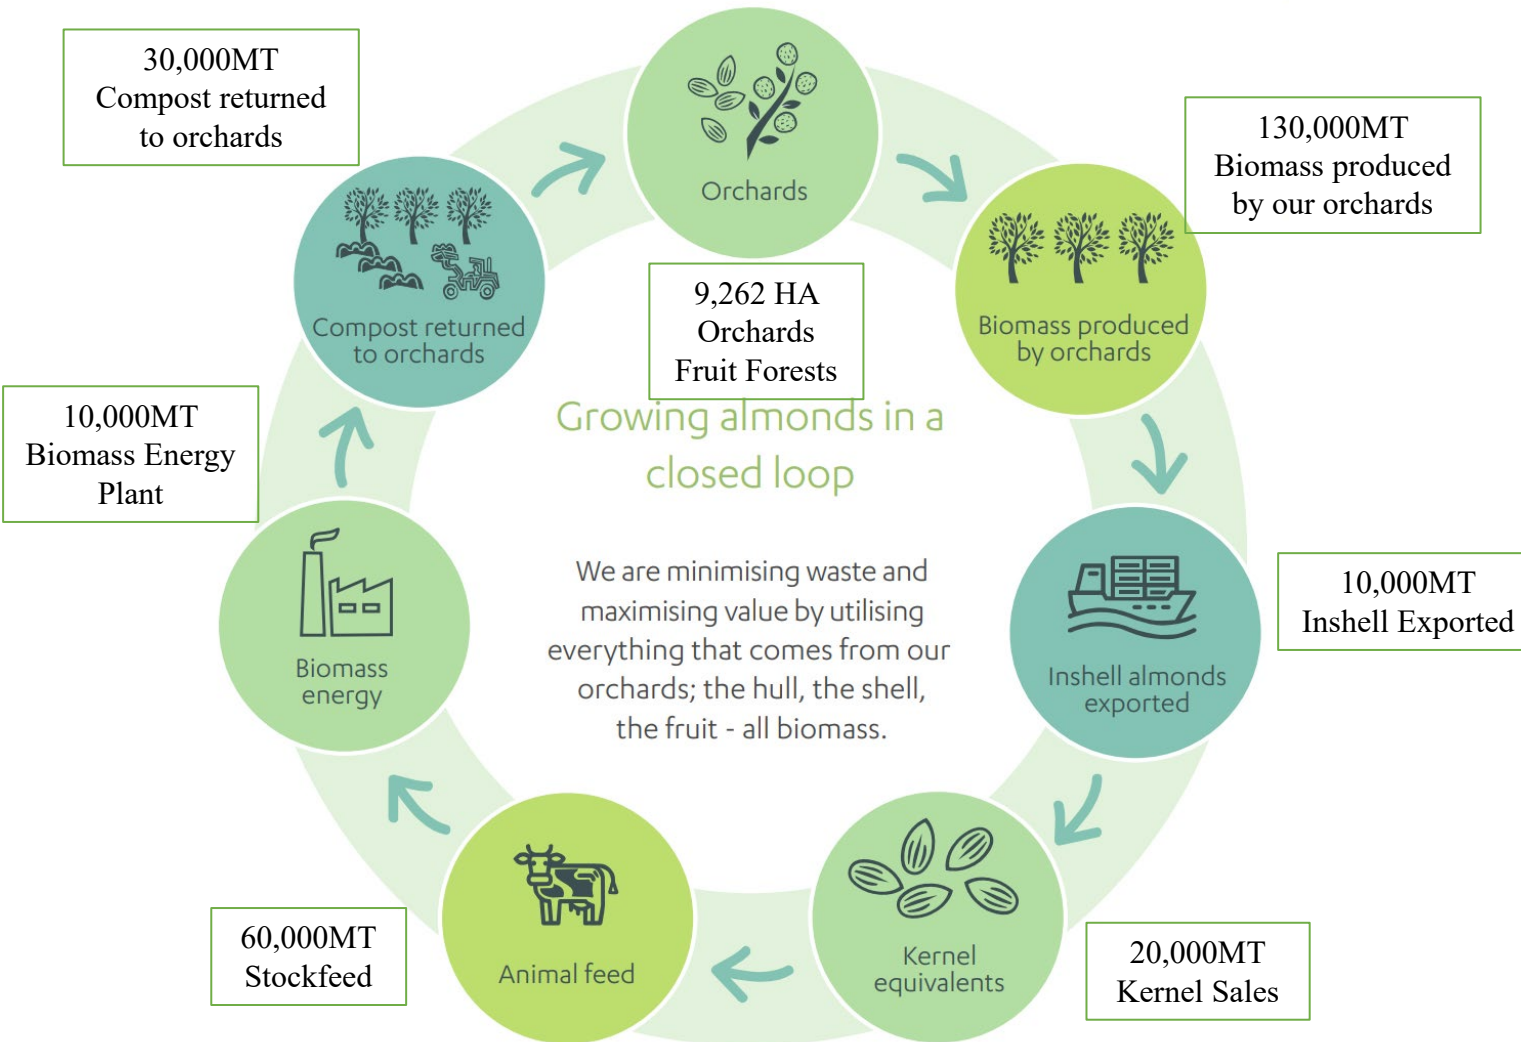 30,000MT
Compost returned
to orchards
Orchards
130,000MT
Biomass produced
by our orchards
9,262 HA
Orchards
Fruit Forests
Compost returned
to orchards
Biomass produced
by orchards
10,000MT
Biomass Energy
Plant
Growing almonds in a
closed loop
We are minimising waste and
maximising value by utilising
everything that comes from our
orchards; the hull, the shell,
the fruit - all biomass.
10,000MT
Inshell Exported
Biomass
energy
Inshell almonds
exported
60,000MT
Stockfeed
Animal feed
Kernel
equivalents
20,000MT
Kernel Sales